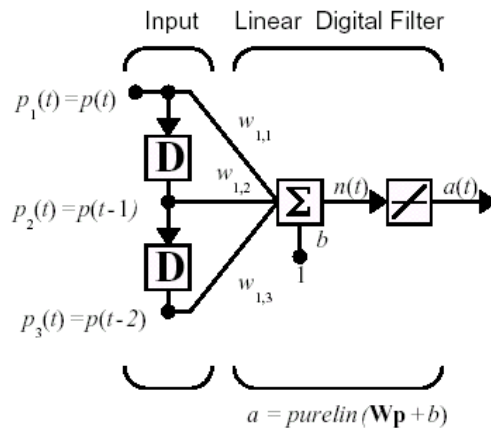 Input Linear Digital Filter
p1(t)=p(t)
w1,1
D
w1,2
n(t) a(t)
Σ
p2(t)=p(t-1)
b
D
1
w1,3
p3(t)=p(t-2)
a = purelin (Wp + b)